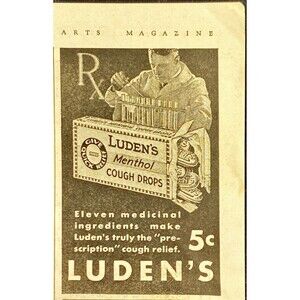 ARTS MAGAZINE
Rx
LUDEN'S
Menthol
COUGH DROPS
Eleven medicinal
ingredients make
Luden's truly the "pre-
scription" cough relief.
5c
LUDEN'S